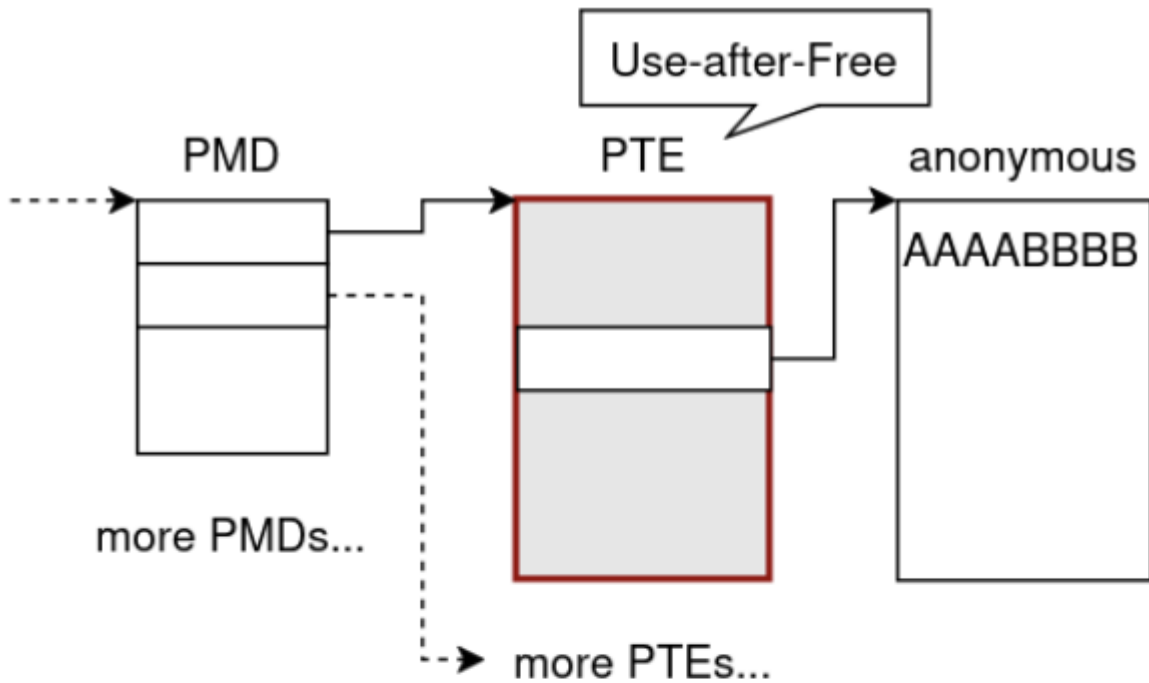 Use-after-Free
PMD
PTE
anonymous
AAAABBBB
more PMDs...
more PTEs...